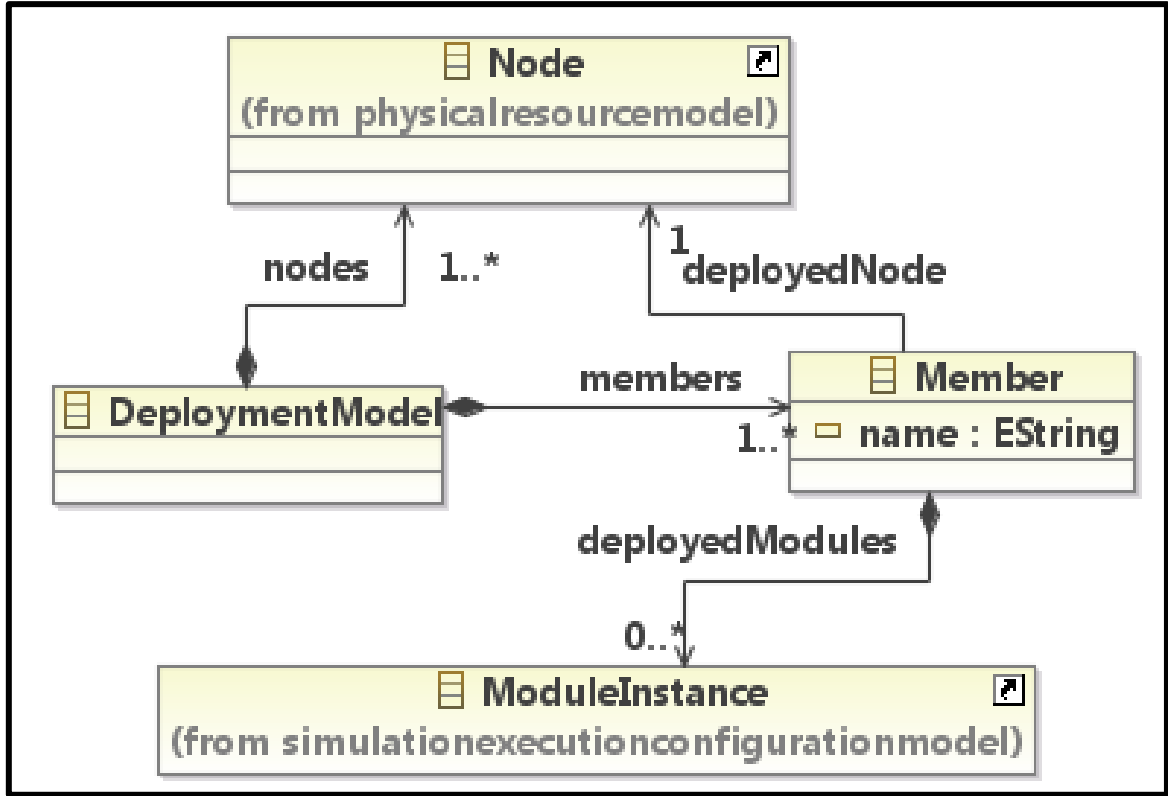 Node
(from physicalresourcemodel)
nodes
1..*
1
deployedNode
DeploymentModel
members
1..*
Member
name : EString
deployedModules
0..*
ModuleInstance
(from simulationexecutionconfigurationmodel)